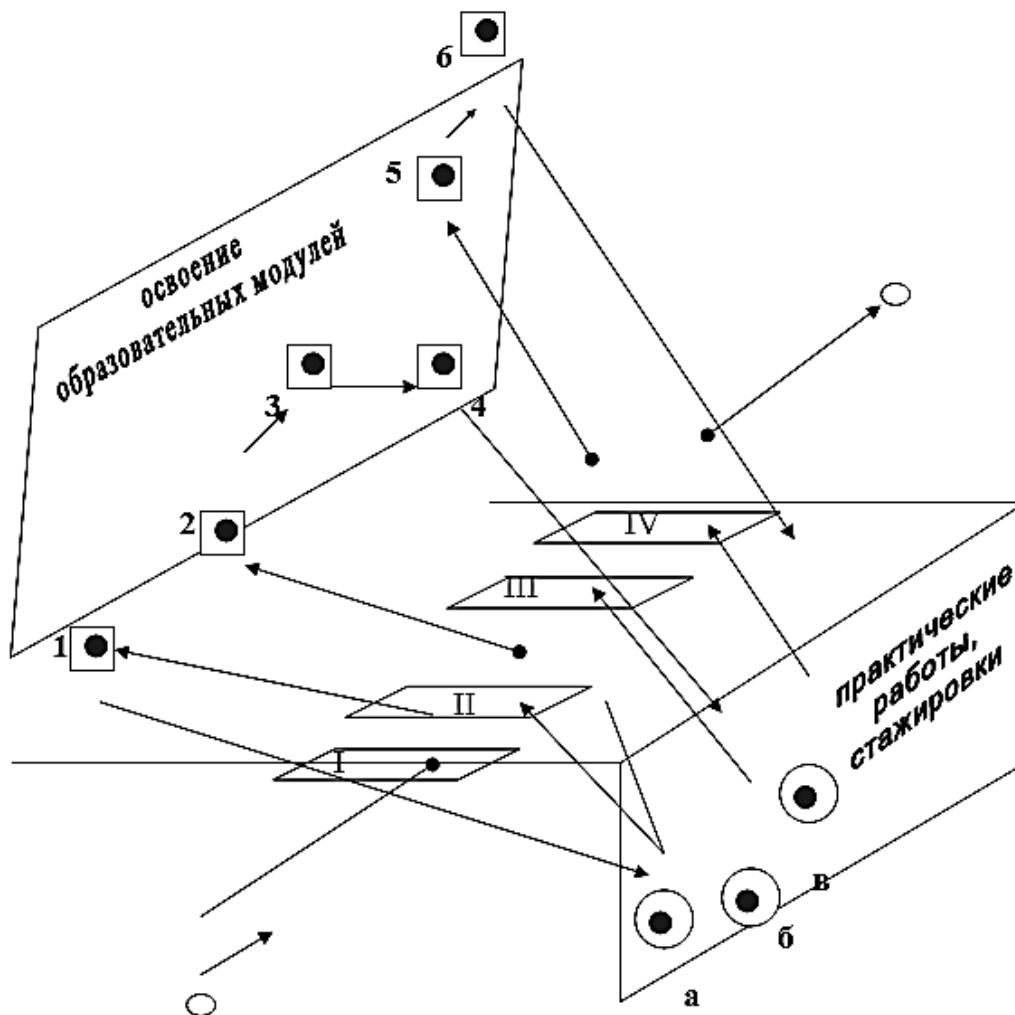 6
5
освоение
образовательных модулей
3
4
2
IV
III
1
практические
работы,
стажировки
II
I
в
б
а